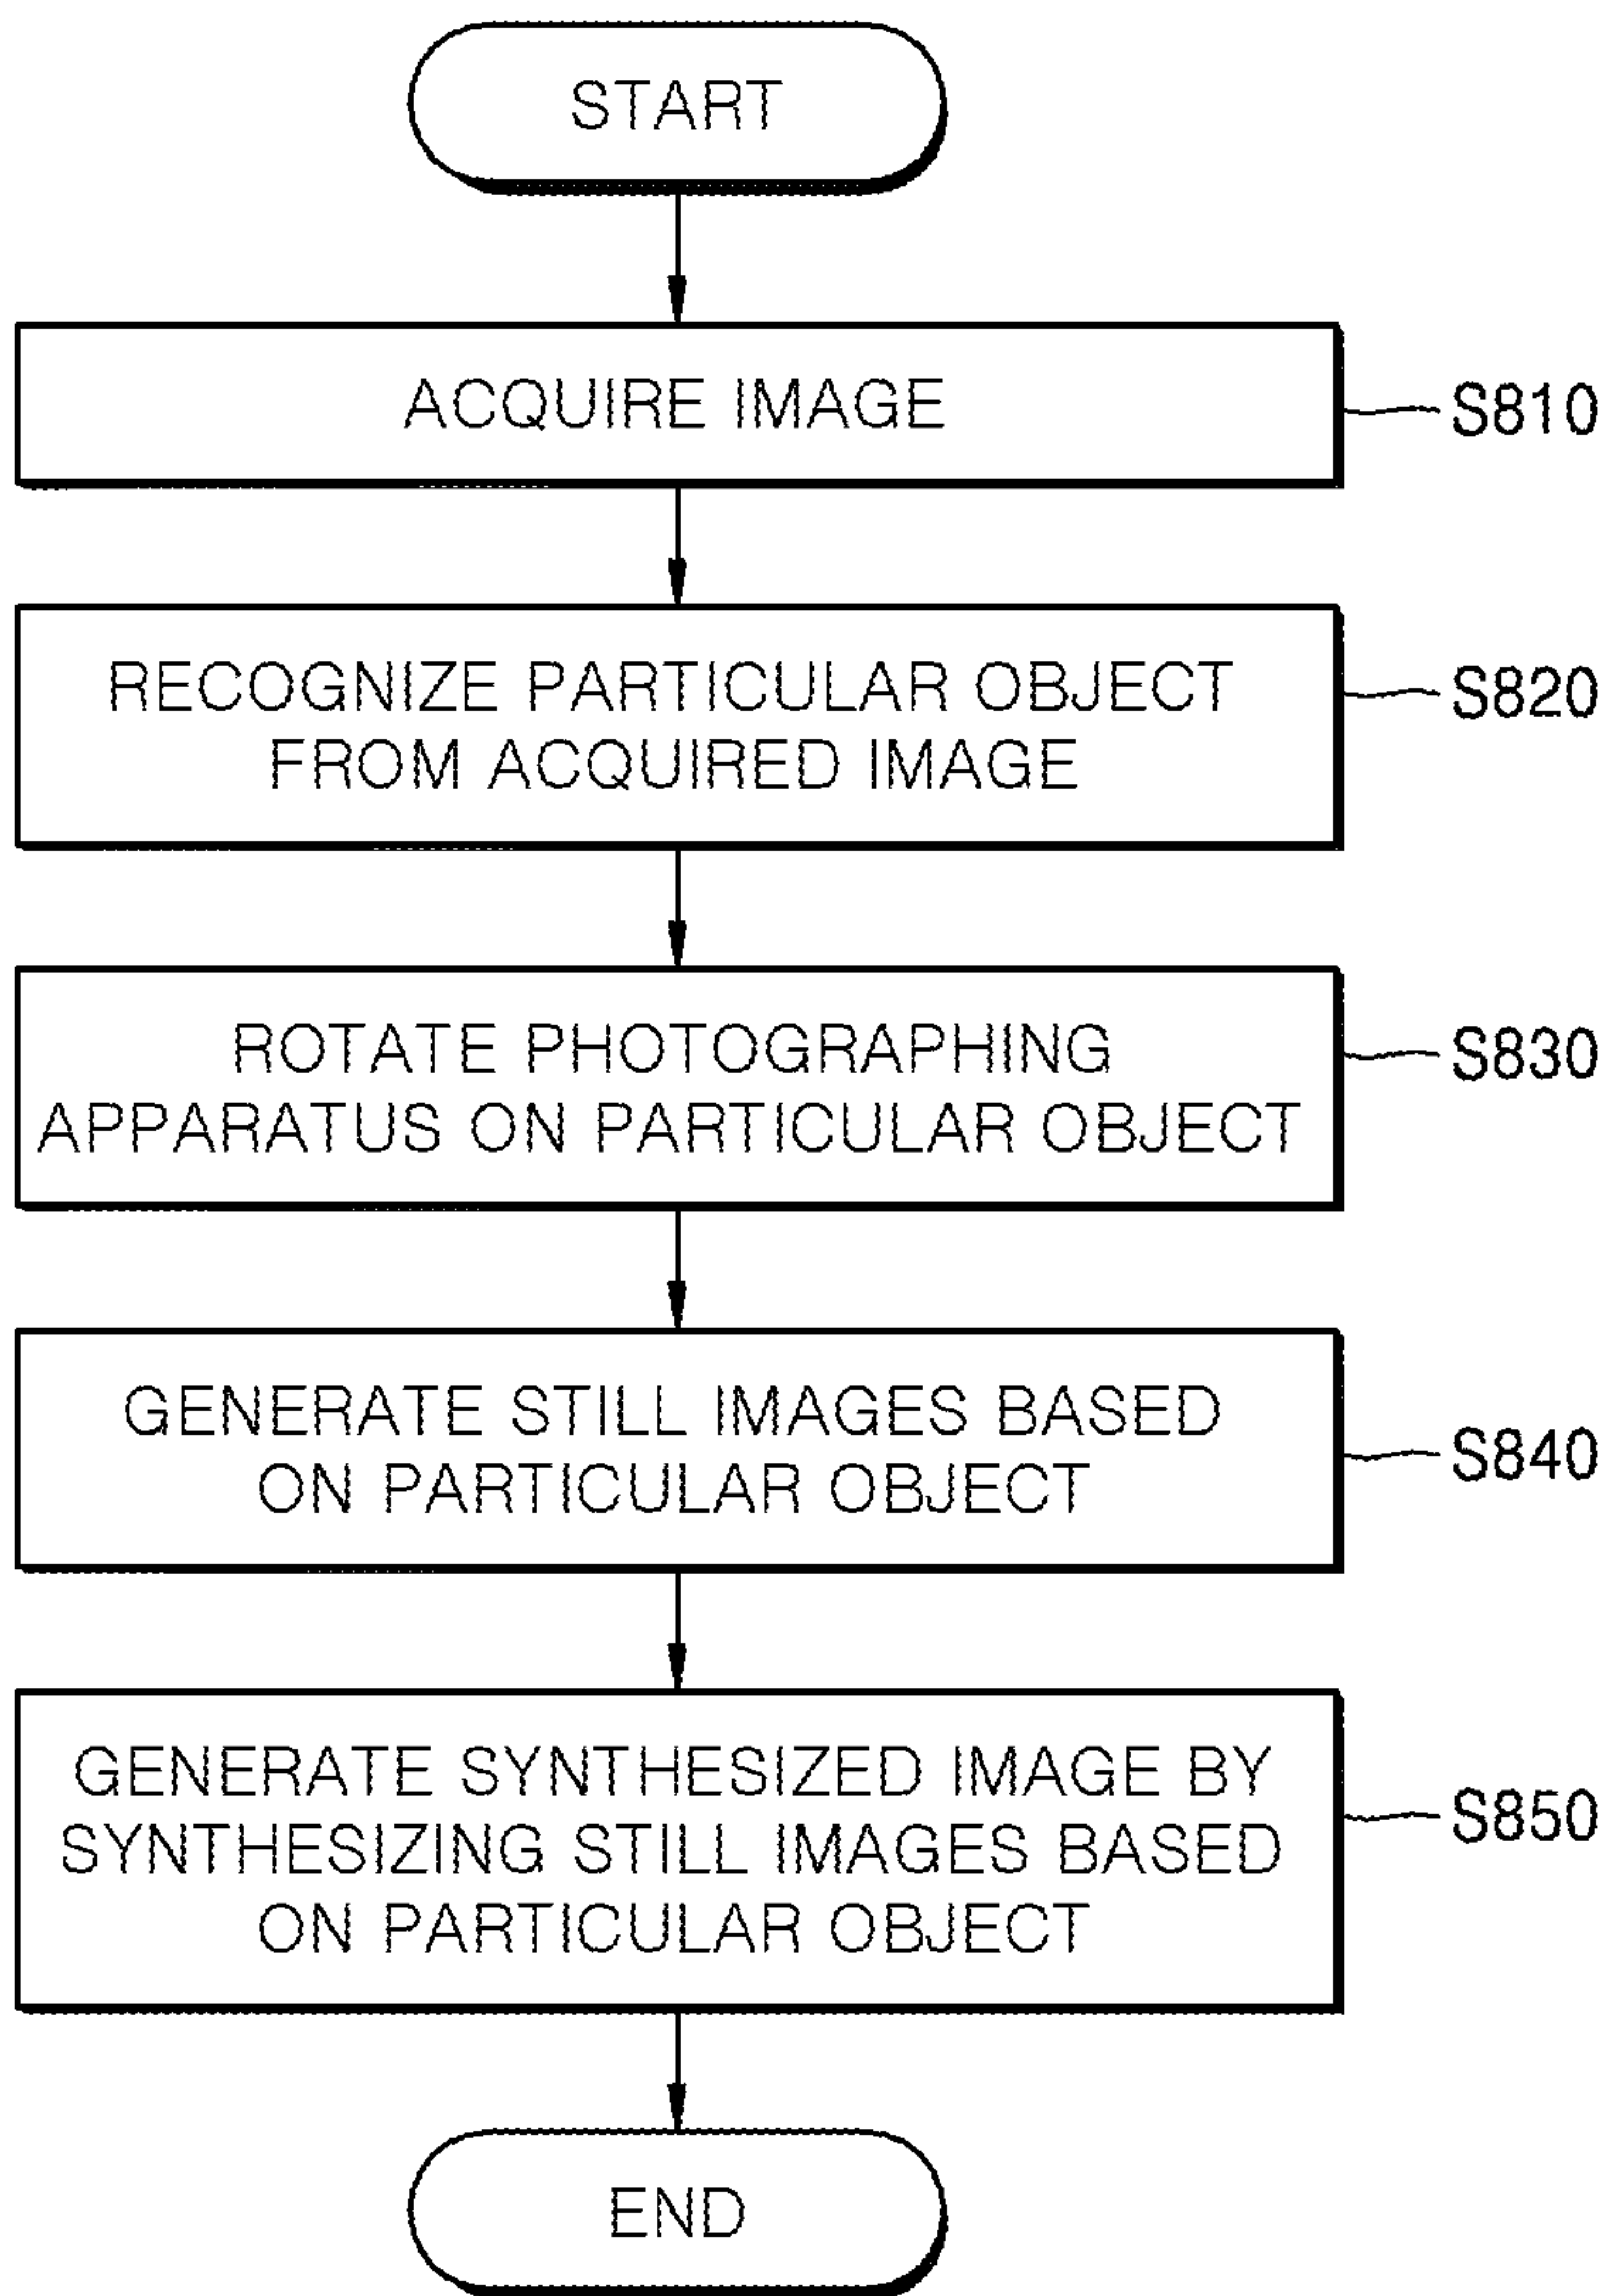 START
ACQUIRE IMAGE
S810
RECOGNIZE PARTICULAR OBJECT
FROM ACQUIRED IMAGE
S820
ROTATE PHOTOGRAPHING
APPARATUS ON PARTICULAR OBJECT
S830
GENERATE STILL IMAGES BASED
ON PARTICULAR OBJECT
S840
GENERATE SYNTHESIZED IMAGE BY
SYNTHESIZING STILL IMAGES BASED
ON PARTICULAR OBJECT
S850
END